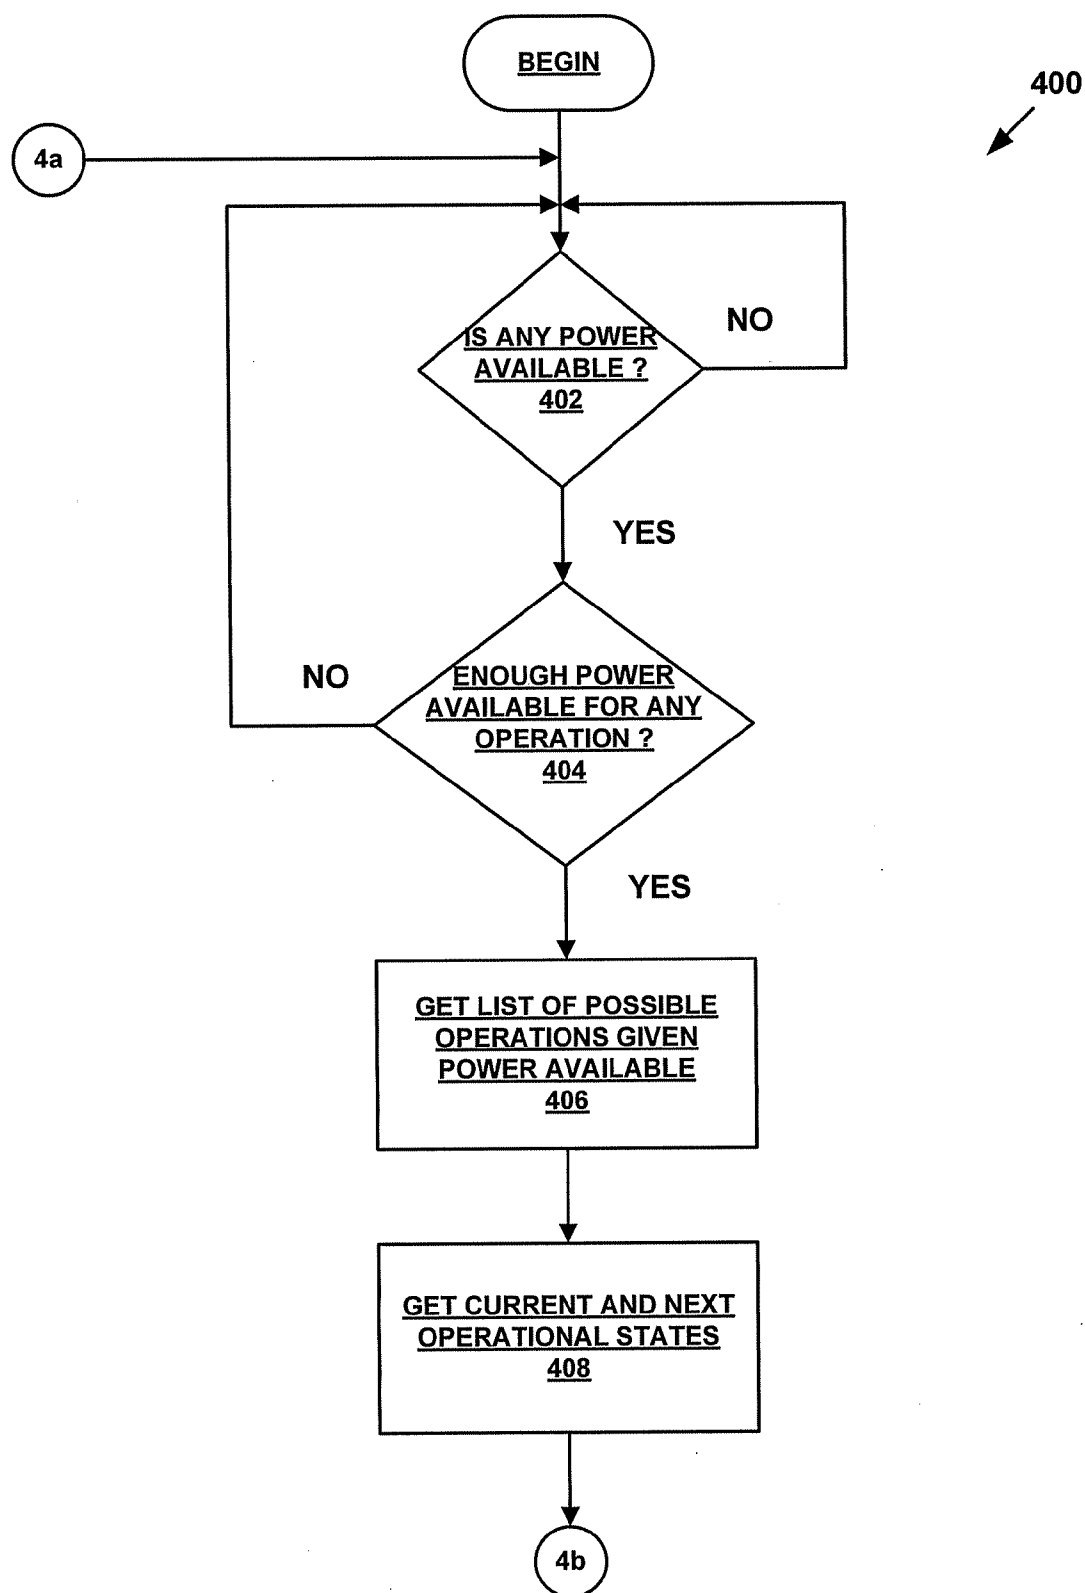 BEGIN
400
4a
IS ANY POWER
AVAILABLE ?
402
NO
YES
NO
ENOUGH POWER
AVAILABLE FOR ANY
OPERATION ?
404
YES
GET LIST OF POSSIBLE
OPERATIONS GIVEN
POWER AVAILABLE
406
GET CURRENT AND NEXT
OPERATIONAL STATES
408
4b